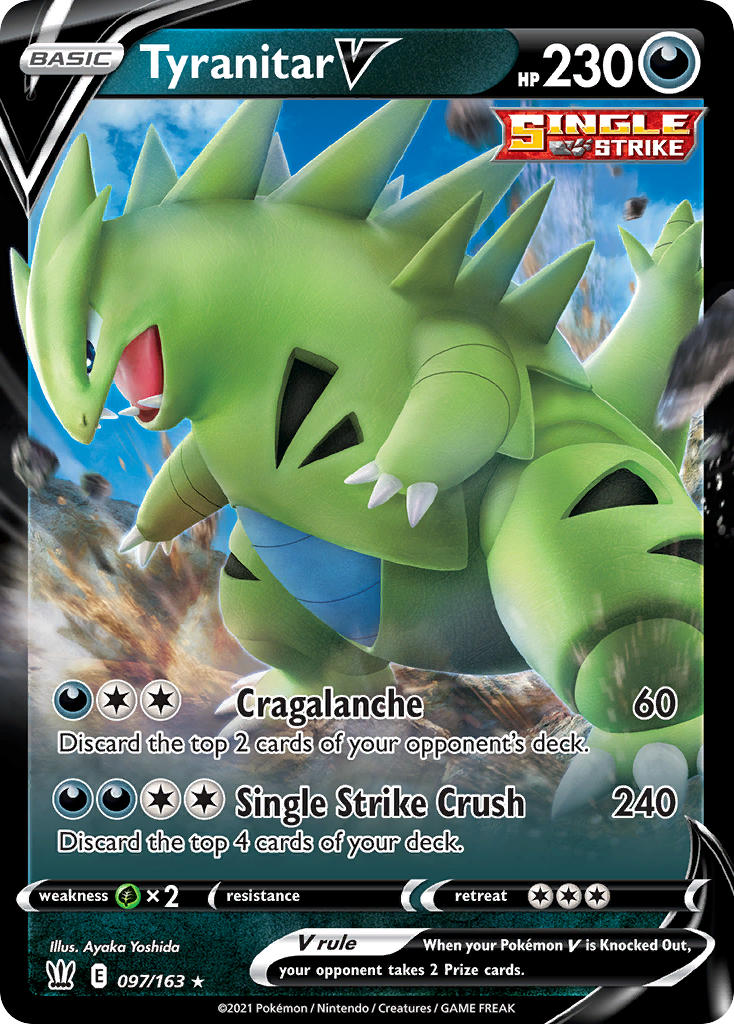 BASIC Tyranitar V HP 230
SINGLE
STRIKE
Cragalanche 60
Discard the top 2 cards of your opponent's deck.
Single Strike Crush 240
Discard the top 4 cards of your deck.
weakness ×2 resistance retreat
Illus. Ayaka Yoshida
V rule When your Pokémon V is Knocked Out,
your opponent takes 2 Prize cards.
E 097/163 ★
©2021 Pokémon / Nintendo / Creatures / GAME FREAK